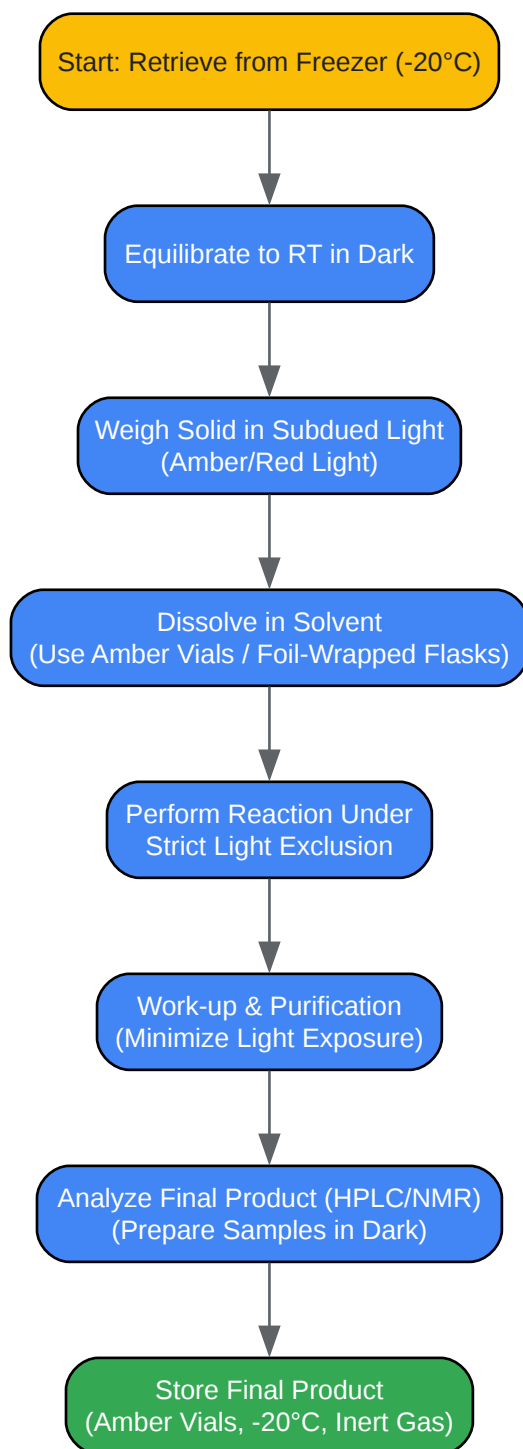 Start: Retrieve from Freezer (-20°C)
Equilibrate to RT in Dark
Weigh Solid in Subdued Light
(Amber/Red Light)
Dissolve in Solvent
(Use Amber Vials / Foil-Wrapped Flasks)
Perform Reaction Under
Strict Light Exclusion
Work-up & Purification
(Minimize Light Exposure)
Analyze Final Product (HPLC/NMR)
(Prepare Samples in Dark)
Store Final Product
(Amber Vials, -20°C, Inert Gas)